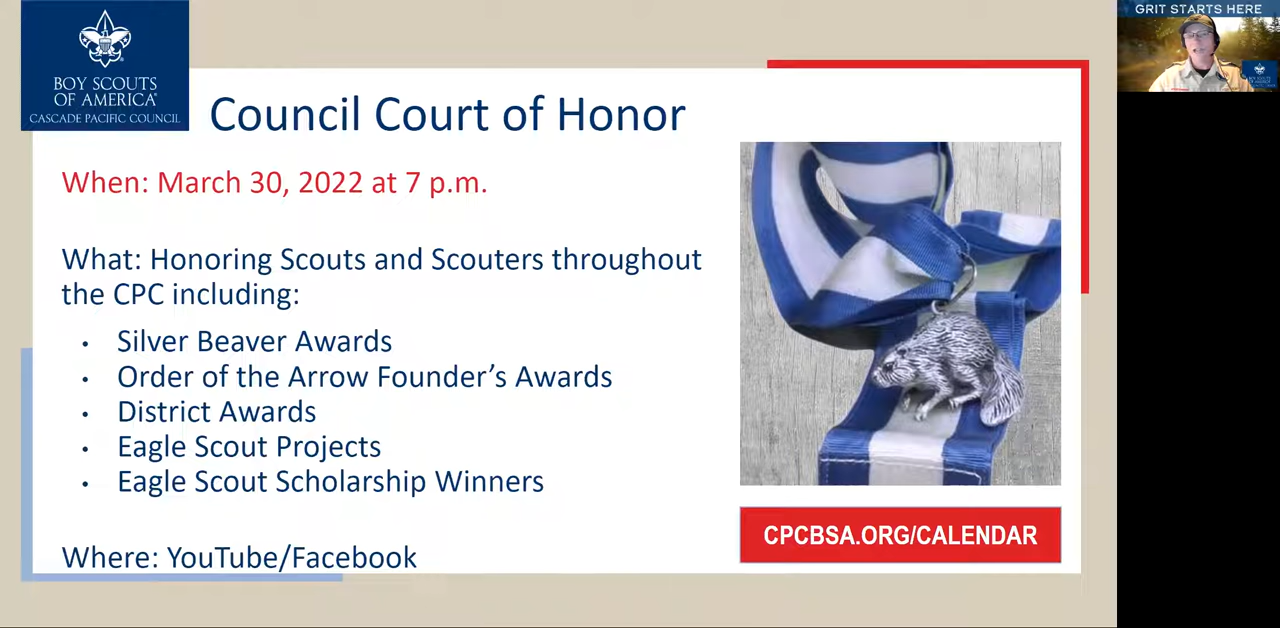 BOY SCOUTS
OF AMERICA®
CASCADE PACIFIC COUNCIL
Council Court of Honor
When: March 30, 2022 at 7 p.m.
What: Honoring Scouts and Scouters throughout
the CPC including:
• Silver Beaver Awards
• Order of the Arrow Founder’s Awards
• District Awards
• Eagle Scout Projects
• Eagle Scout Scholarship Winners
Where: YouTube/Facebook
CPCBSA.ORG/CALENDAR
GRIT STARTS HERE